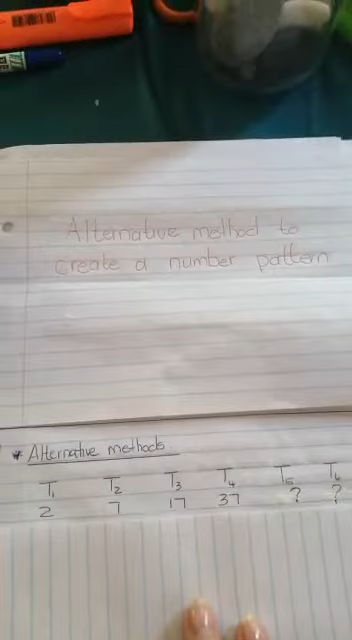 Alternative method to
create a number pattern
* Alternative methods
T1 T2 T3 T4 T5 T6
2 7 17 37 ? ?